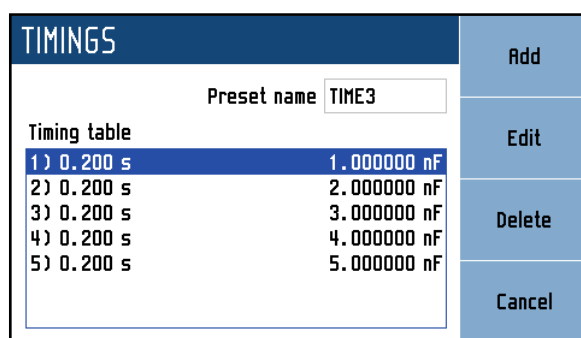 TIMINGS
Preset name TIME3
Timing table
1) 0.200 s 1.000000 nF
2) 0.200 s 2.000000 nF
3) 0.200 s 3.000000 nF
4) 0.200 s 4.000000 nF
5) 0.200 s 5.000000 nF
Add
Edit
Delete
Cancel